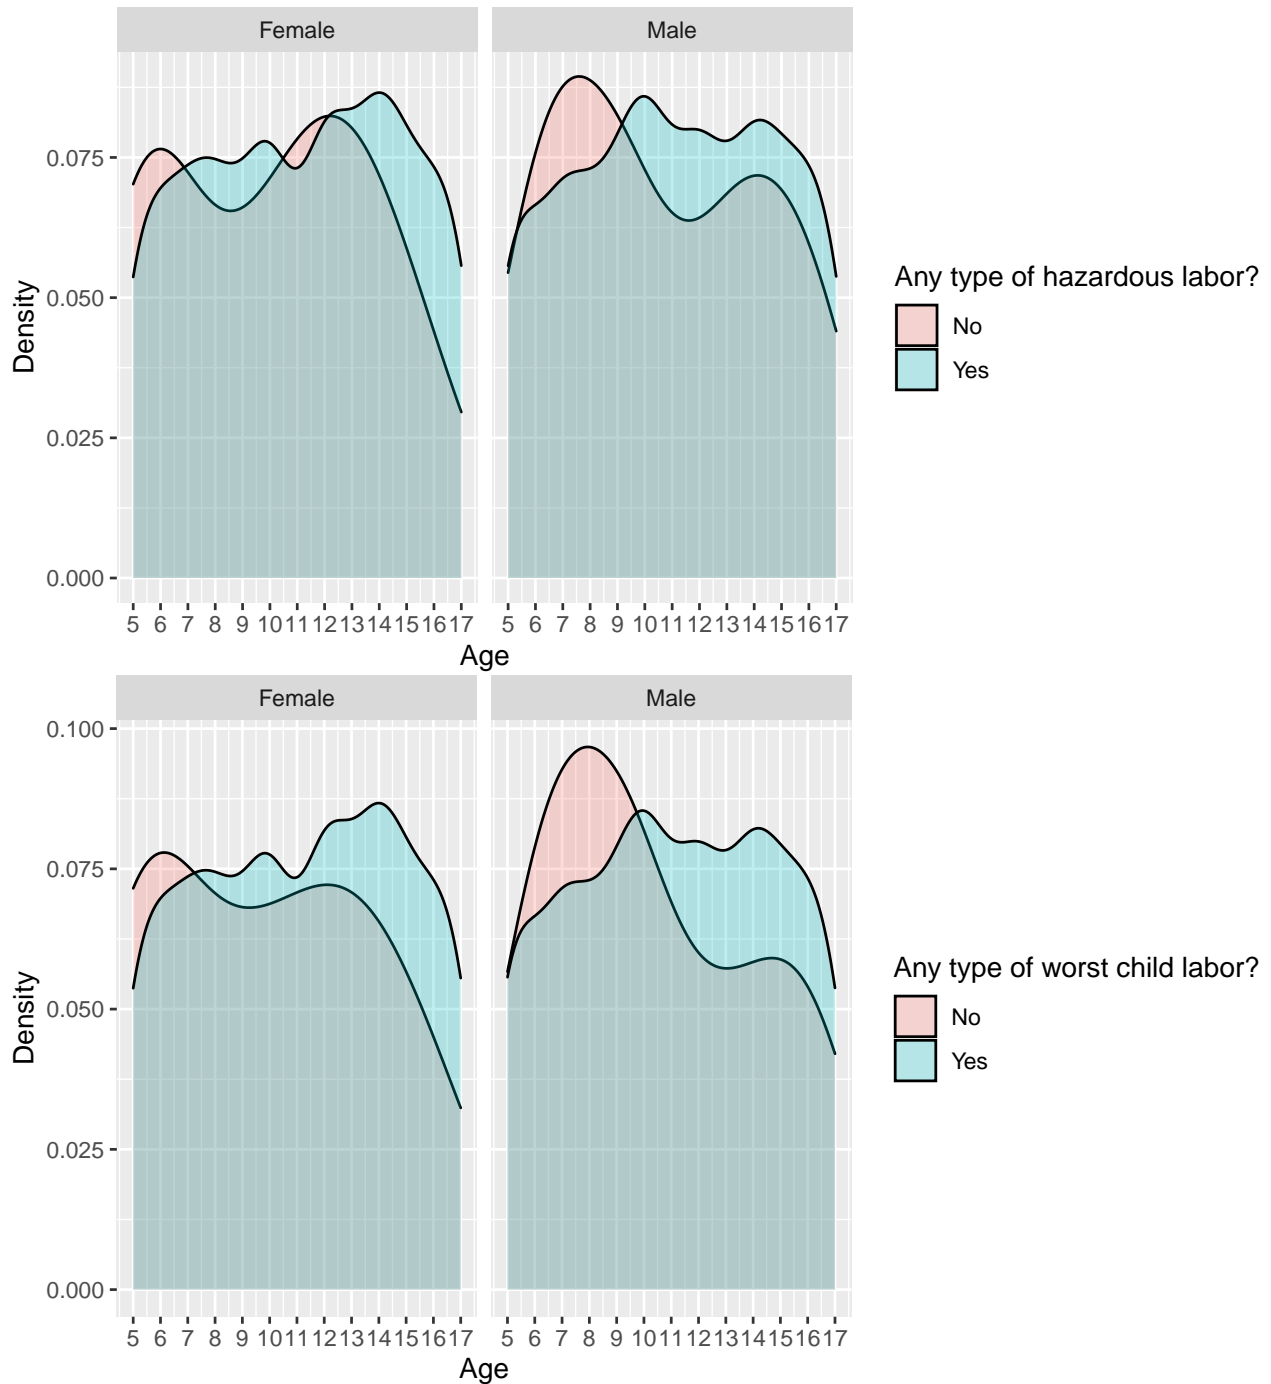 Female Male
0.075
0.050
0.025
0.000
Density
5 6 7 8 9 10 11 12 13 14 15 16 17 5 6 7 8 9 10 11 12 13 14 15 16 17
Age
Any type of hazardous labor?
No
Yes
Female Male
0.100
0.075
0.050
0.025
0.000
Density
5 6 7 8 9 10 11 12 13 14 15 16 17 5 6 7 8 9 10 11 12 13 14 15 16 17
Age
Any type of worst child labor?
No
Yes